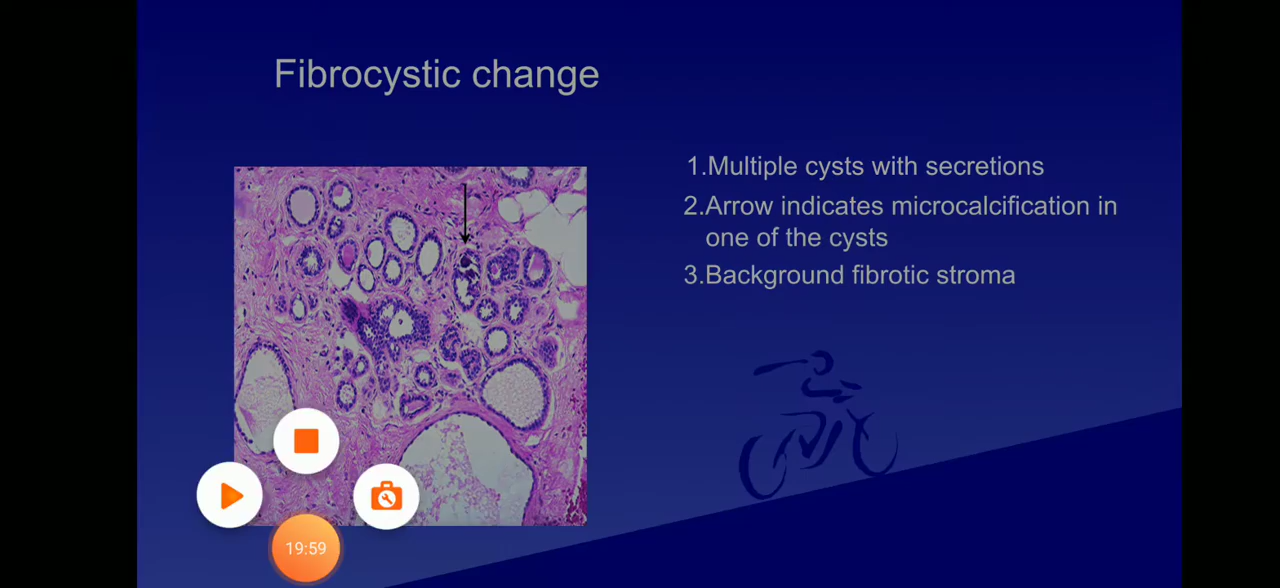 Fibrocystic change
1.Multiple cysts with secretions
2.Arrow indicates microcalcification in
one of the cysts
3.Background fibrotic stroma
19:59